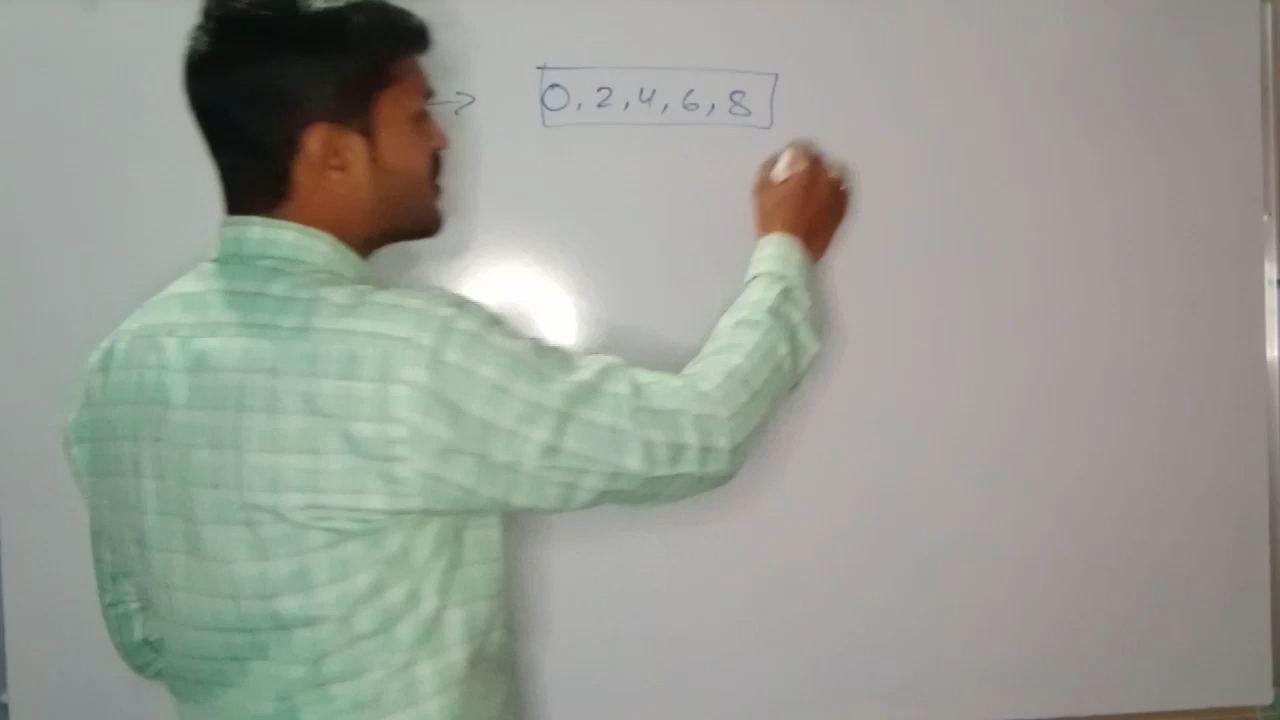 → 0, 2, 4, 6, 8